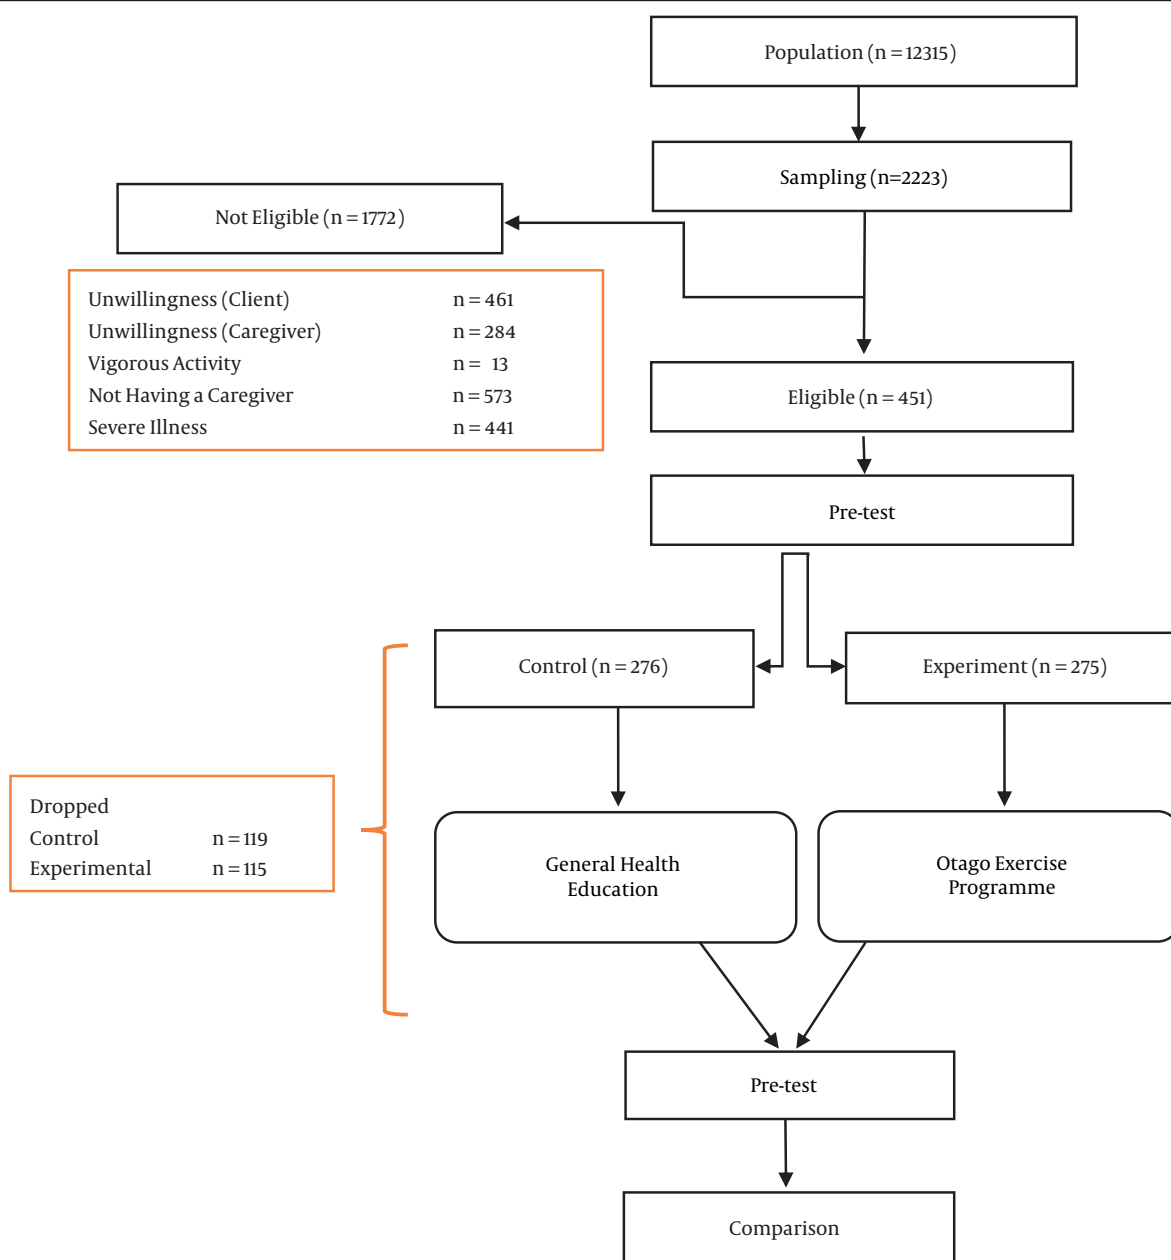 Population (n = 12315)
Sampling (n=2223)
Not Eligible (n = 1772)
Unwillingness (Client) n = 461
Unwillingness (Caregiver) n = 284
Vigorous Activity n = 13
Not Having a Caregiver n = 573
Severe Illness n = 441
Eligible (n = 451)
Pre-test
Control (n = 276)
Experiment (n = 275)
Dropped
Control n = 119
Experimental n = 115
General Health
Education
Otago Exercise
Programme
Pre-test
Comparison